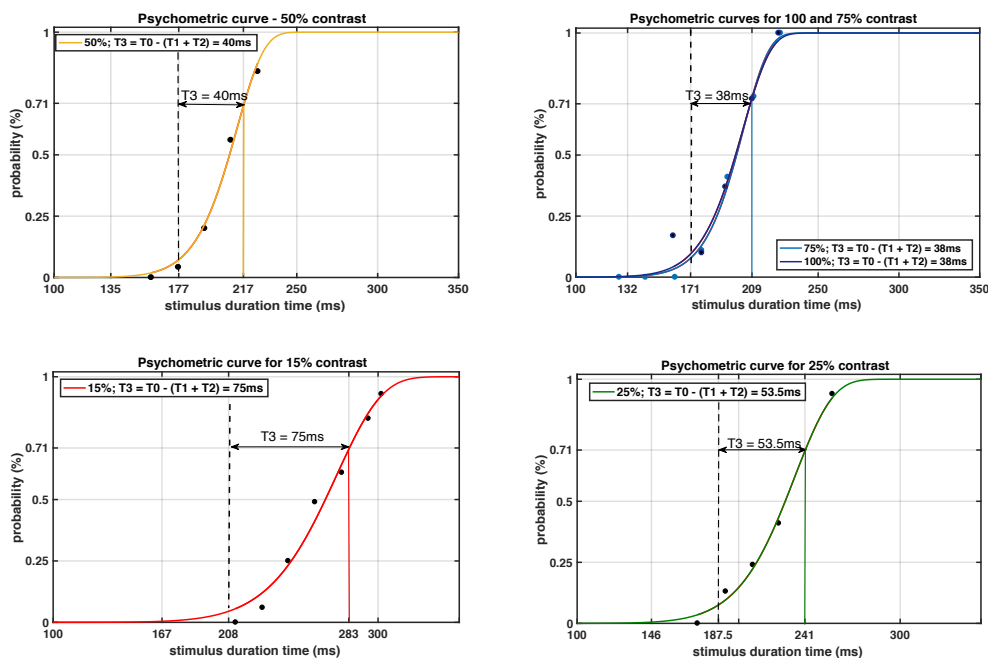 Psychometric curve - 50% contrast
50%; T3 = T0 - (T1 + T2) = 40ms
T3 = 40ms
probability (%)
1
0.71
0.5
0.25
0
100 135 177 217 250 300 350
stimulus duration time (ms)
Psychometric curves for 100 and 75% contrast
T3 = 38ms
75%; T3 = T0 - (T1 + T2) = 38ms
100%; T3 = T0 - (T1 + T2) = 38ms
probability (%)
1
0.71
0.5
0.25
0
100 132 171 209 250 300 350
stimulus duration time (ms)
Psychometric curve for 15% contrast
15%; T3 = T0 - (T1 + T2) = 75ms
T3 = 75ms
probability (%)
1
0.71
0.5
0.25
0
100 167 208 283 300
stimulus duration time (ms)
Psychometric curve for 25% contrast
25%; T3 = T0 - (T1 + T2) = 53.5ms
T3 = 53.5ms
probability (%)
1
0.71
0.5
0.25
0
100 146 187.5 241 300
stimulus duration time (ms)